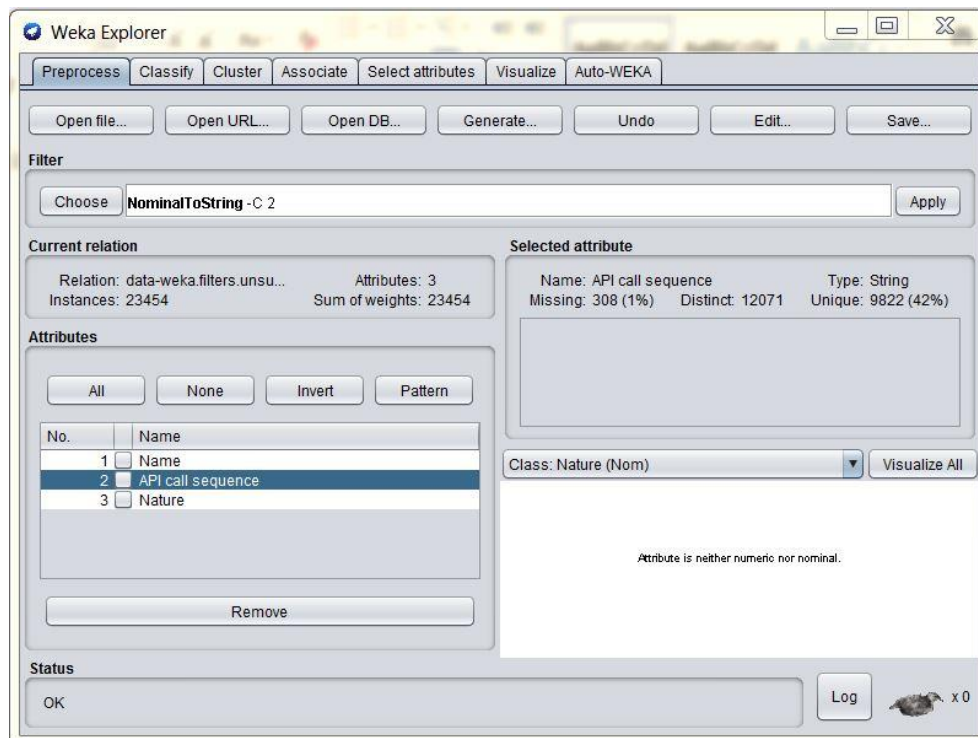 Weka Explorer
Preprocess Classify Cluster Associate Select attributes Visualize Auto-WEKA
Open file... Open URL... Open DB... Generate... Undo Edit... Save...
Filter
Choose NominalToString -C 2 Apply
Current relation
Relation: data-weka.filters.unsu... Attributes: 3
Instances: 23454 Sum of weights: 23454
Selected attribute
Name: API call sequence Type: String
Missing: 308 (1%) Distinct: 12071 Unique: 9822 (42%)
Attributes
All None Invert Pattern
No. Name
1 Name
2 API call sequence
3 Nature
Remove
Class: Nature (Nom) Visualize All
Attribute is neither numeric nor nominal.
Status
OK
Log x 0